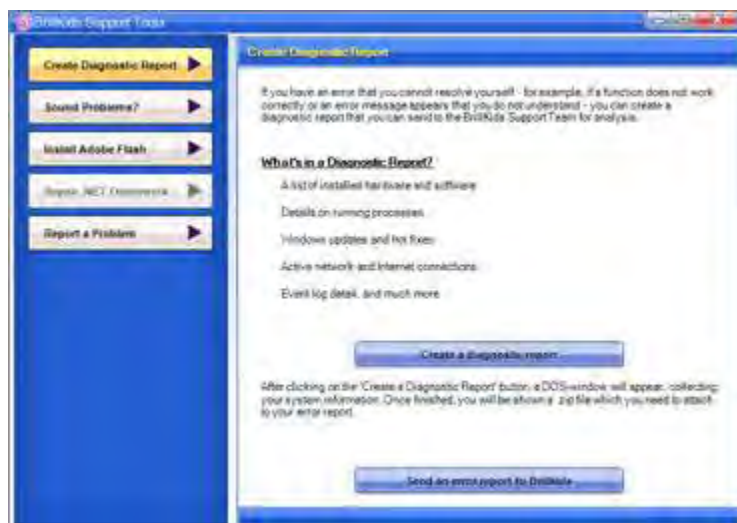 BrillKids Support Tools
Create Diagnostic Report
Sound Problems?
Install Adobe Flash
Repair .NET Framework
Report a Problem
Create Diagnostic Report
If you have an error that you cannot resolve yourself - for example, if a function does not work
correctly or an error message appears that you do not understand - you can create a
diagnostic report that you can send to the BrillKids Support Team for analysis.
What's in a Diagnostic Report?
A list of installed hardware and software
Details on running processes
Windows updates and hot fixes
Active network and Internet connections
Event log detail, and much more
Create a diagnostic report
After clicking on the 'Create a Diagnostic Report' button, a DOS-window will appear, collecting
your system information. Once finished, you will be shown a .zip file which you need to attach
to your error report.
Send an error report to BrillKids